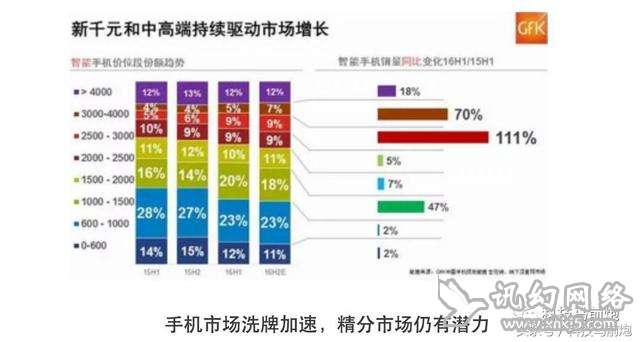 新千元和中高端持续驱动市场增长
GfK
智能手机价位段份额趋势
智能手机销量同比变化16H1/15H1
> 4000
3000-4000
2500 - 3000
2000 - 2500
1500 - 2000
1000 - 1500
600 - 1000
0-600
12% 13% 12% 12%
4% 4% 5% 7%
5% 6% 9% 9%
10% 9% 9% 9%
11% 12% 10% 11%
16% 14% 20% 18%
28% 27% 23% 23%
14% 15% 12% 11%
15H1 15H2 16H1 16H2E
18%
70%
111%
5%
7%
47%
2%
2%
手机市场洗牌加速，精分市场仍有潜力
讯幻网络
www.xnkj5.com